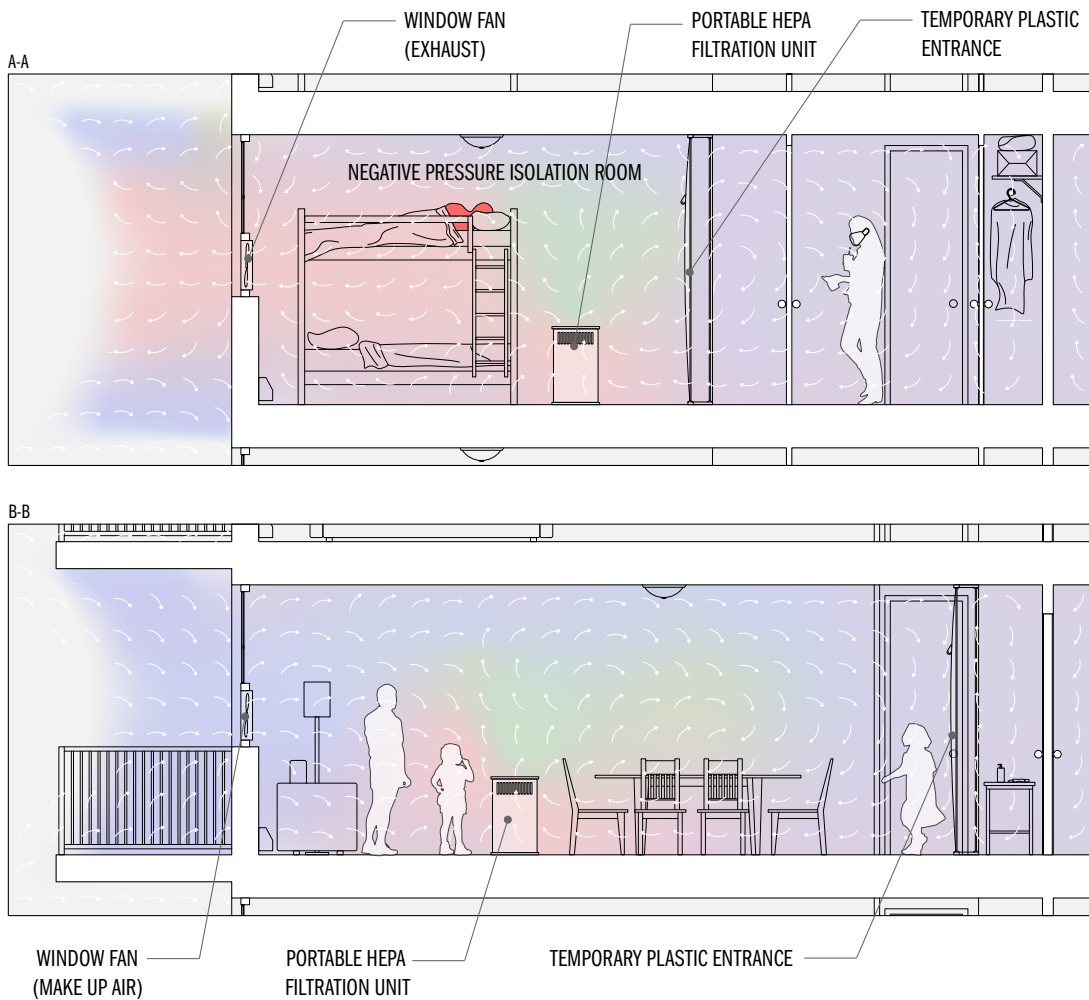 WINDOW FAN
(EXHAUST)
PORTABLE HEPA
FILTRATION UNIT
TEMPORARY PLASTIC
ENTRANCE
A-A
NEGATIVE PRESSURE ISOLATION ROOM
B-B
WINDOW FAN
(MAKE UP AIR)
PORTABLE HEPA
FILTRATION UNIT
TEMPORARY PLASTIC ENTRANCE